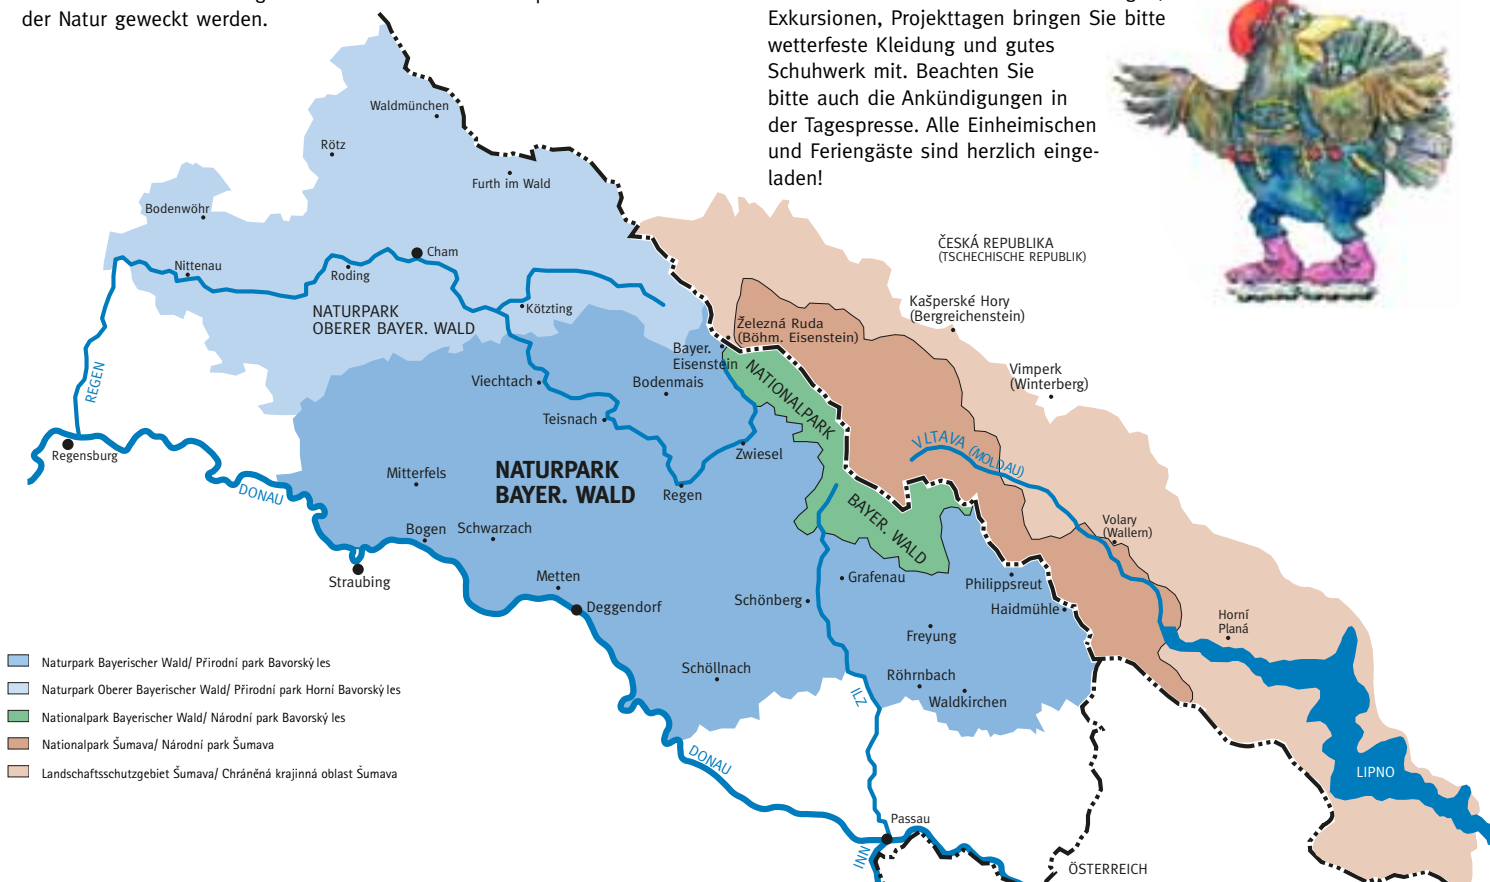 der Natur geweckt werden.
Exkursionen, Projekttagen bringen Sie bitte
wetterfeste Kleidung und gutes
Schuhwerk mit. Beachten Sie
bitte auch die Ankündigungen in
der Tagespresse. Alle Einheimischen
und Feriengäste sind herzlich einge-
laden!
Waldmünchen
Rötz
Furth im Wald
Bodenwöhr
Nittenau
Cham
Roding
NATURPARK
OBERER BAYER. WALD
Kötzting
ČESKÁ REPUBLIKA
(TSCHECHISCHE REPUBLIK)
Kašperské Hory
(Bergreichenstein)
Železná Ruda
(Böhm. Eisenstein)
Bayer.
Eisenstein
Vimperk
(Winterberg)
REGEN
Viechtach
Bodenmais
NATIONALPARK
Teisnach
Zwiesel
VLTAVA (MOLDAU)
Regensburg
Mitterfels
NATURPARK
BAYER. WALD
Regen
DONAU
BAYER. WALD
Bogen
Schwarzach
Volary
(Wallern)
Straubing
Metten
Deggendorf
Grafenau
Schönberg
Philippsreut
Haidmühle
Freyung
Horní
Planá
Schöllnach
Röhrnbach
Waldkirchen
ILZ
DONAU
LIPNO
Passau
INN
ÖSTERREICH
Naturpark Bayerischer Wald/ Přírodní park Bavorský les
Naturpark Oberer Bayerischer Wald/ Přírodní park Horní Bavorský les
Nationalpark Bayerischer Wald/ Národní park Bavorský les
Nationalpark Šumava/ Národní park Šumava
Landschaftsschutzgebiet Šumava/ Chráněná krajinná oblast Šumava